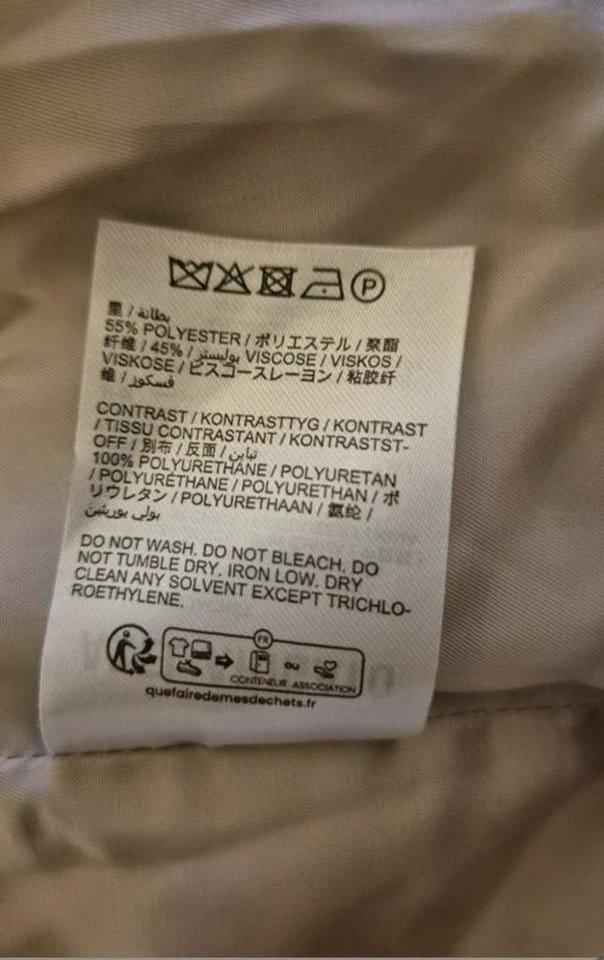 P
里 / بطانة
55% POLYESTER / ポリエステル / 聚酯
纤维 / بوليستر / 45% VISCOSE / VISKOS /
VISKOSE / ビスコースレーヨン / 粘胶纤
维 / فسكوز
CONTRAST / KONTRASTTYG / KONTRAST
/ TISSU CONTRASTANT / KONTRASTST-
OFF / 別布 / 反面 / تباين
100% POLYURETHANE / POLYURETAN
/ POLYURÉTHANE / POLYURETHAN / ポ
リウレタン / POLYURETHAAN / 氨纶 /
بولي يوريثين
DO NOT WASH. DO NOT BLEACH. DO
NOT TUMBLE DRY. IRON LOW. DRY
CLEAN ANY SOLVENT EXCEPT TRICHLO-
ROETHYLENE.
FR
OU
CONTENEUR ASSOCIATION
quefairedemesdechets.fr